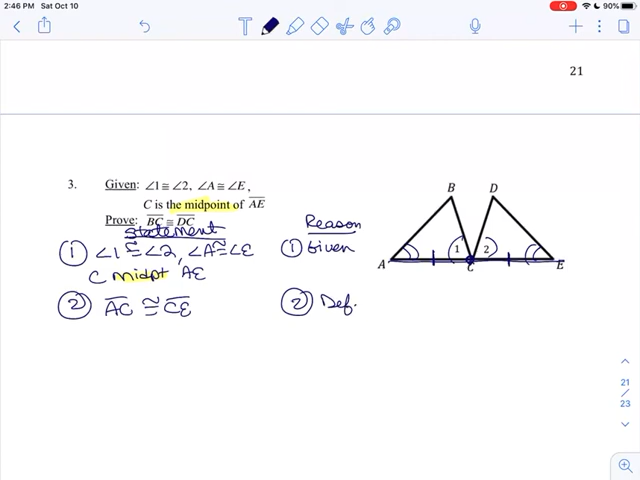 2:46 PM Sat Oct 10
90%
21
3. Given: ∠1 ≅ ∠2, ∠A ≅ ∠E,
C is the midpoint of AE
Prove: BC ≅ DC
Statement Reason
① ∠1 ≅ ∠2, ∠A ≅ ∠E ① Given
C midpt AE
② AC ≅ CE ② Def.
B D
1 2
A C E
21
/
23